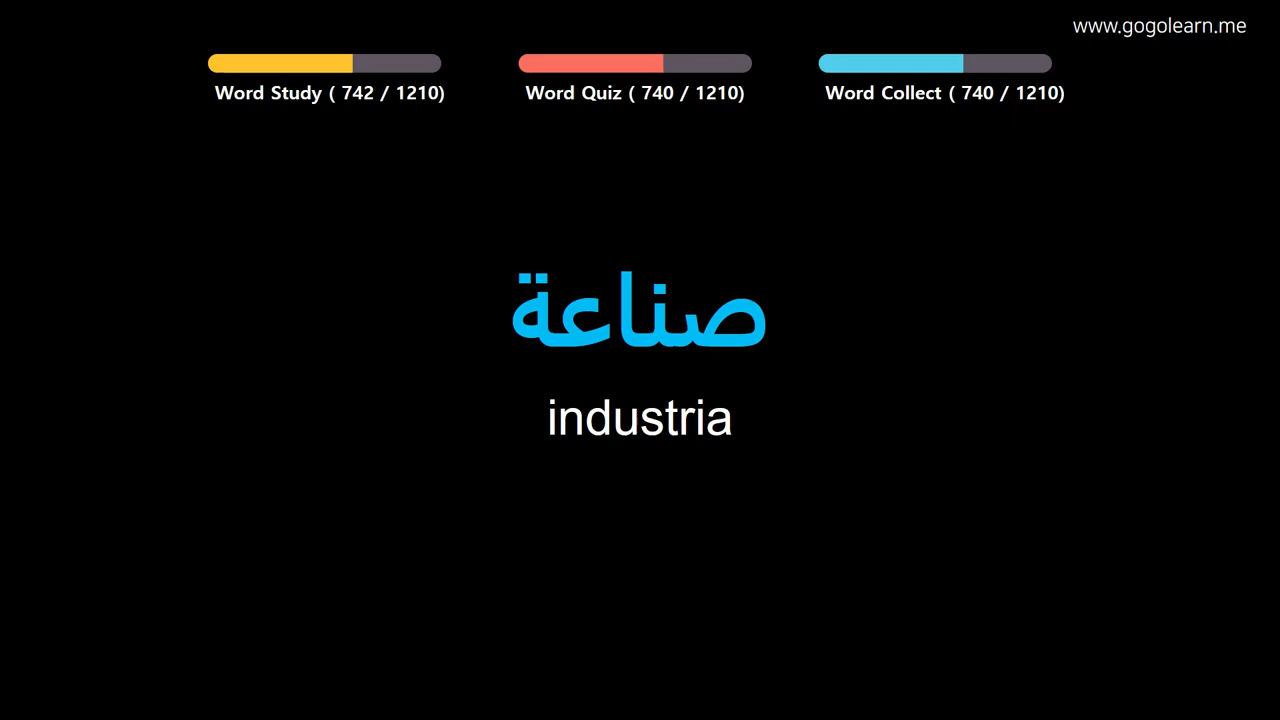 www.gogolearn.me
Word Study ( 742 / 1210)
Word Quiz ( 740 / 1210)
Word Collect ( 740 / 1210)
صناعة
industria